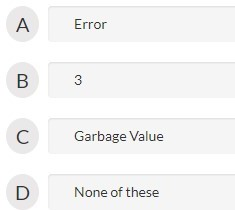 A Error
B 3
C Garbage Value
D None of these